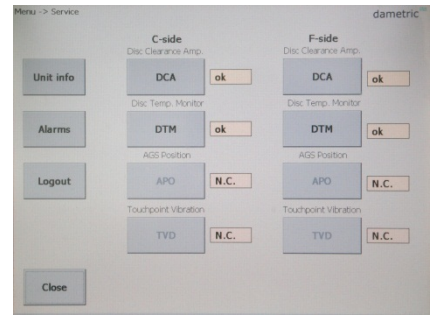 Menu -> Service
dametric
C-side
F-side
Disc Clearance Amp.
Disc Clearance Amp.
Unit info
DCA
ok
DCA
ok
Disc Temp. Monitor
Disc Temp. Monitor
Alarms
DTM
ok
DTM
ok
AGS Position
AGS Position
Logout
APO
N.C.
APO
N.C.
Touchpoint Vibration
Touchpoint Vibration
TVD
N.C.
TVD
N.C.
Close